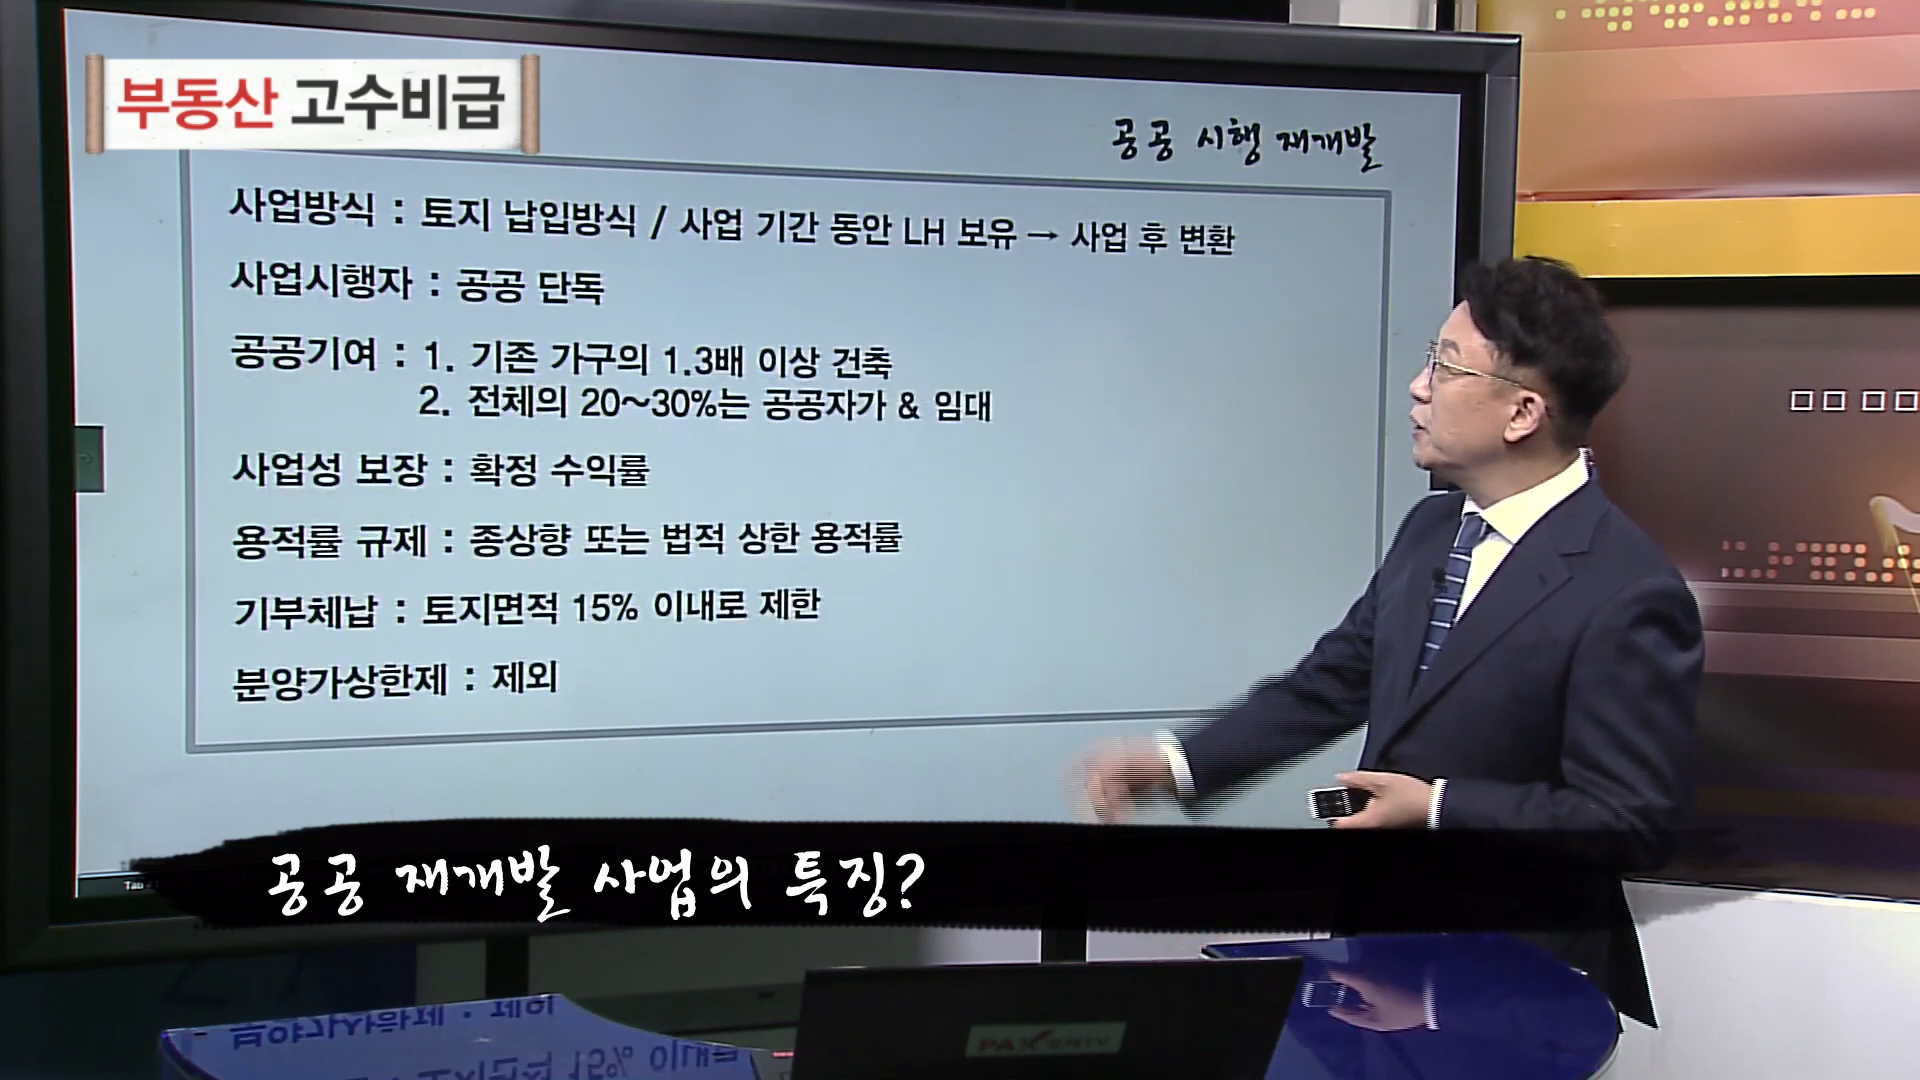 부동산 고수비급
공공 시행 재개발
사업방식 : 토지 납입방식 / 사업 기간 동안 LH 보유 → 사업 후 변환
사업시행자 : 공공 단독
공공기여 : 1. 기존 가구의 1.3배 이상 건축
2. 전체의 20~30%는 공공자가 & 임대
사업성 보장 : 확정 수익률
용적률 규제 : 종상향 또는 법적 상한 용적률
기부체납 : 토지면적 15% 이내로 제한
분양가상한제 : 제외
공공 재개발 사업의 특징?
PAX경제TV